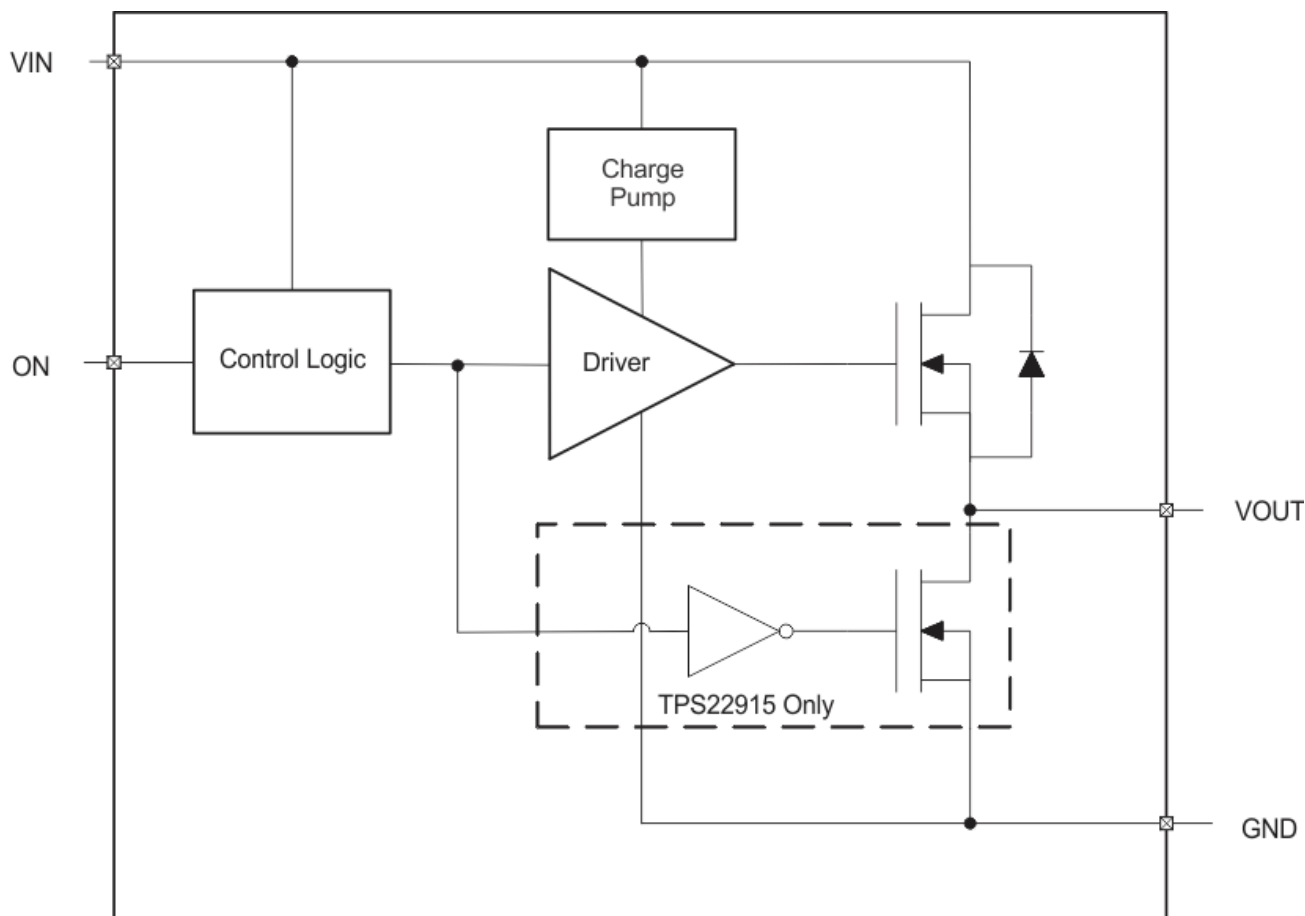 VIN
Charge
Pump
ON
Control Logic
Driver
VOUT
TPS22915 Only
GND